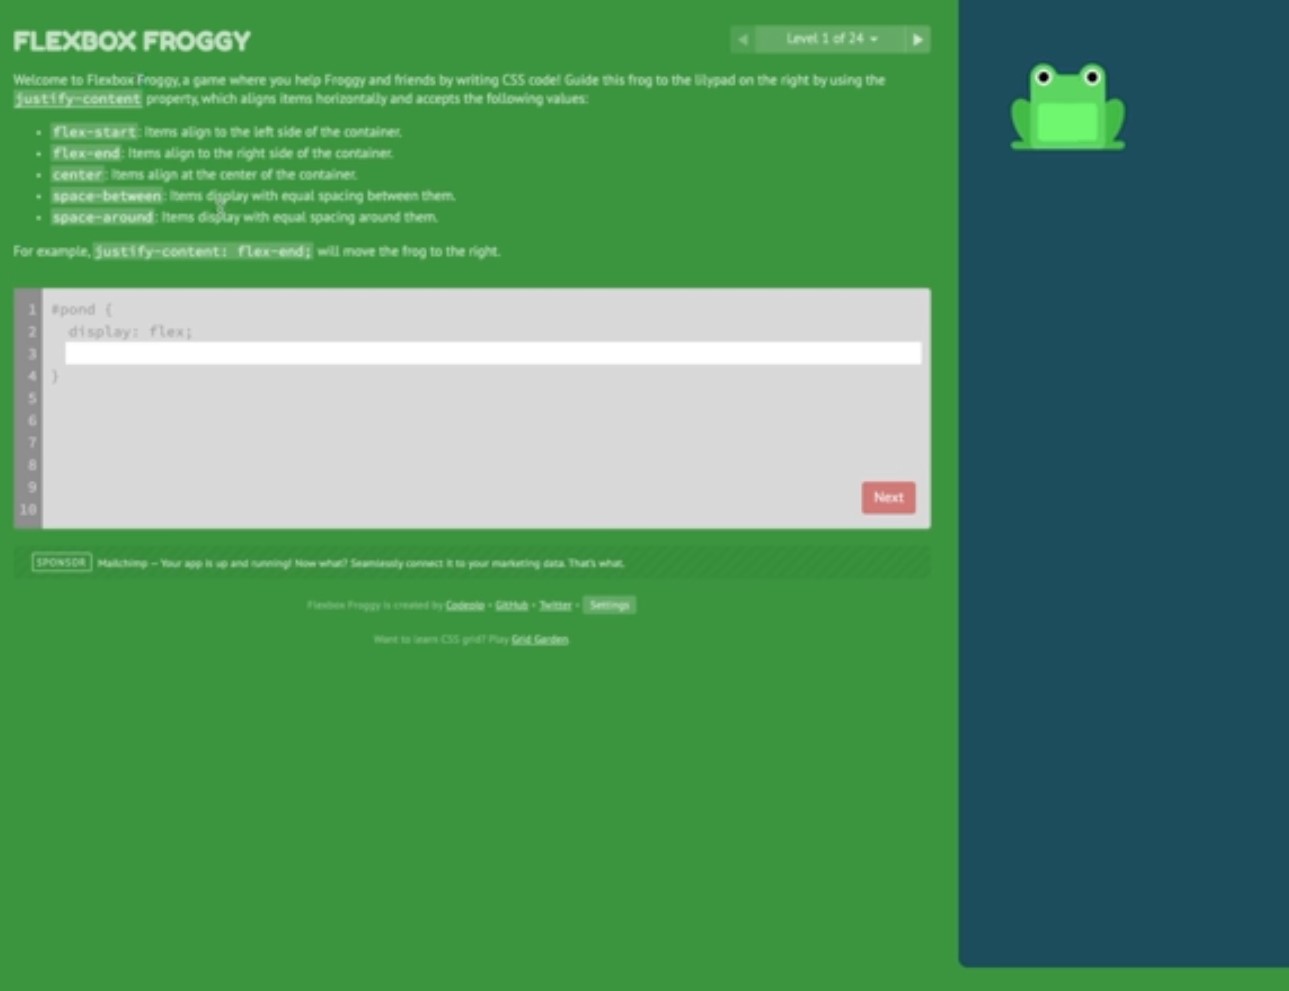 FLEXBOX FROGGY
◀ Level 1 of 24 ▶
Welcome to Flexbox Froggy, a game where you help Froggy and friends by writing CSS code! Guide this frog to the lilypad on the right by using the
justify-content property, which aligns items horizontally and accepts the following values:
• flex-start: Items align to the left side of the container.
• flex-end: Items align to the right side of the container.
• center: Items align at the center of the container.
• space-between: Items display with equal spacing between them.
• space-around: Items display with equal spacing around them.
For example, justify-content: flex-end; will move the frog to the right.
1 #pond {
2 display: flex;
3
4 }
5
6
7
8
9
10
Next
SPONSOR Mailchimp — Your app is up and running! Now what? Seamlessly connect it to your marketing data. That's what.
Flexbox Froggy is created by Codepip • GitHub • Twitter • Settings
Want to learn CSS grid? Play Grid Garden.